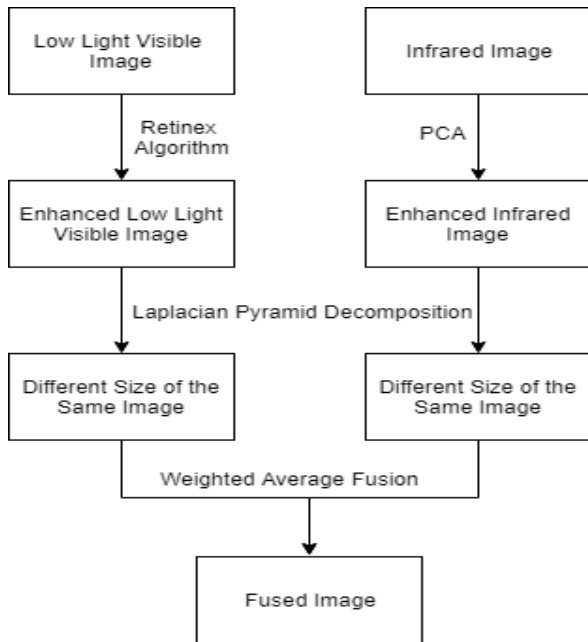 Low Light Visible
Image
Infrared Image
Retinex
Algorithm
PCA
Enhanced Low Light
Visible Image
Enhanced Infrared
Image
Laplacian Pyramid Decomposition
Different Size of the
Same Image
Different Size of the
Same Image
Weighted Average Fusion
Fused Image